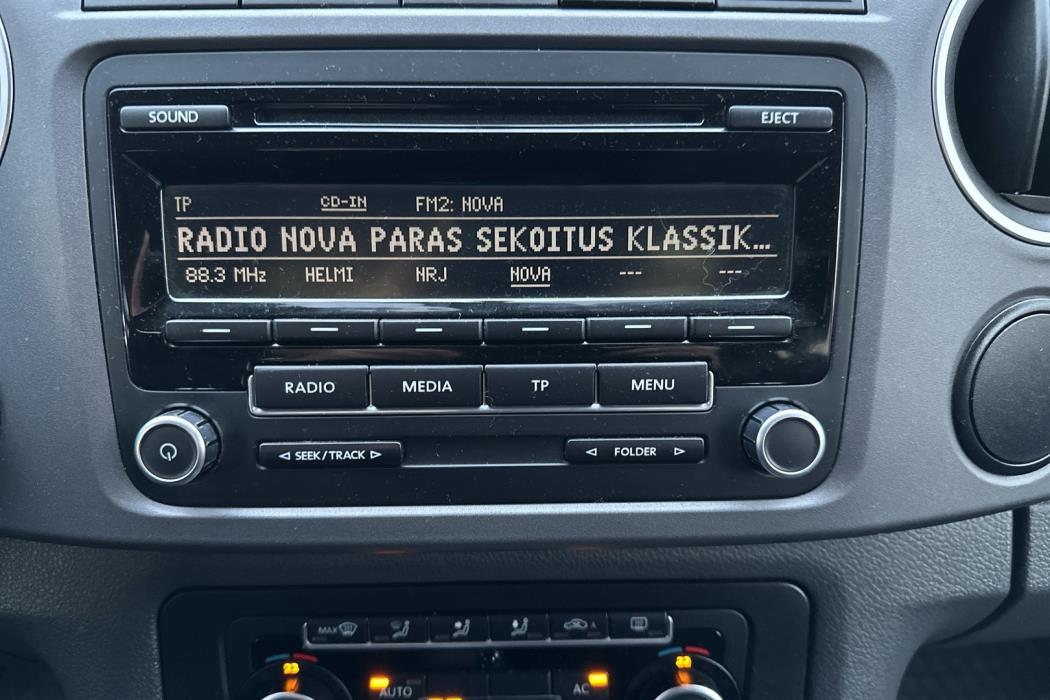 SOUND EJECT
TP CD-IN FM2: NOVA
RADIO NOVA PARAS SEKOITUS KLASSIK...
88.3 MHz HELMI NRJ NOVA --- ---
RADIO MEDIA TP MENU
◁ SEEK/TRACK ▷ ◁ FOLDER ▷
MAX A
AUTO AC